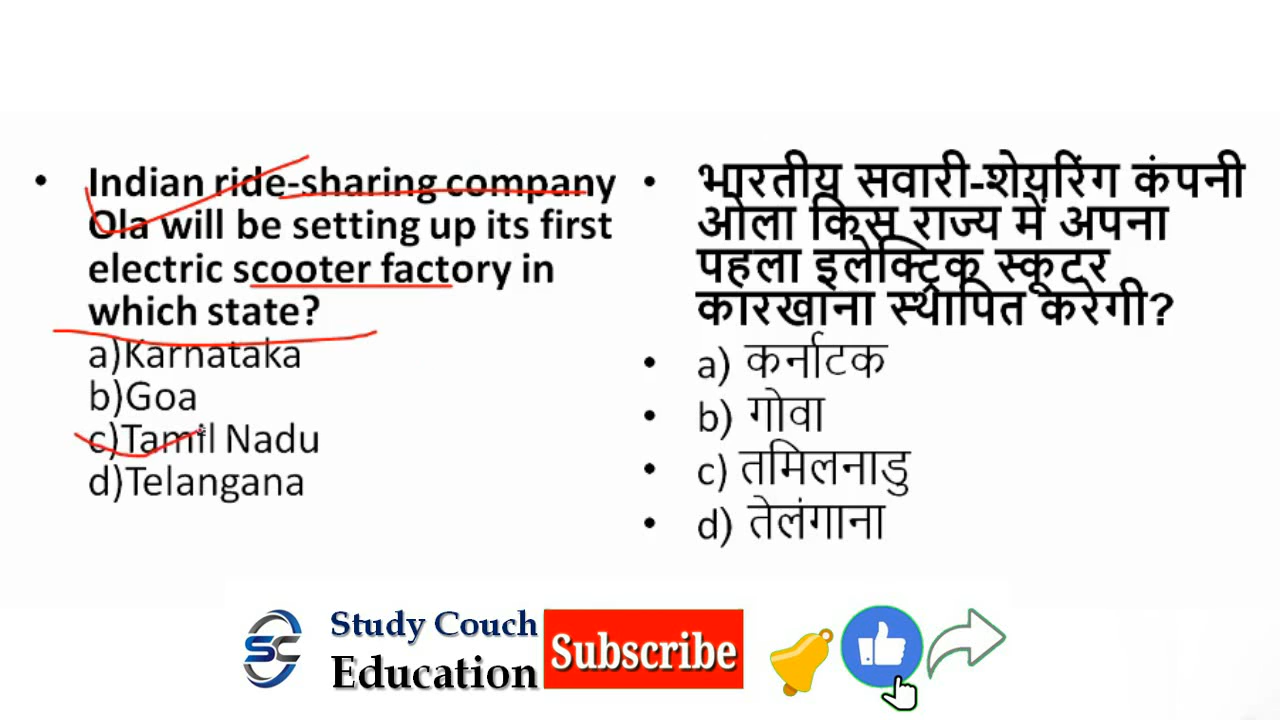 • Indian ride-sharing company
Ola will be setting up its first
electric scooter factory in
which state?
a)Karnataka
b)Goa
c)Tamil Nadu
d)Telangana
• भारतीय सवारी-शेयरिंग कंपनी
ओला किस राज्य में अपना
पहला इलेक्ट्रिक स्कूटर
कारखाना स्थापित करेगी?
• a) कर्नाटक
• b) गोवा
• c) तमिलनाडु
• d) तेलंगाना
SC
Study Couch
Education
Subscribe